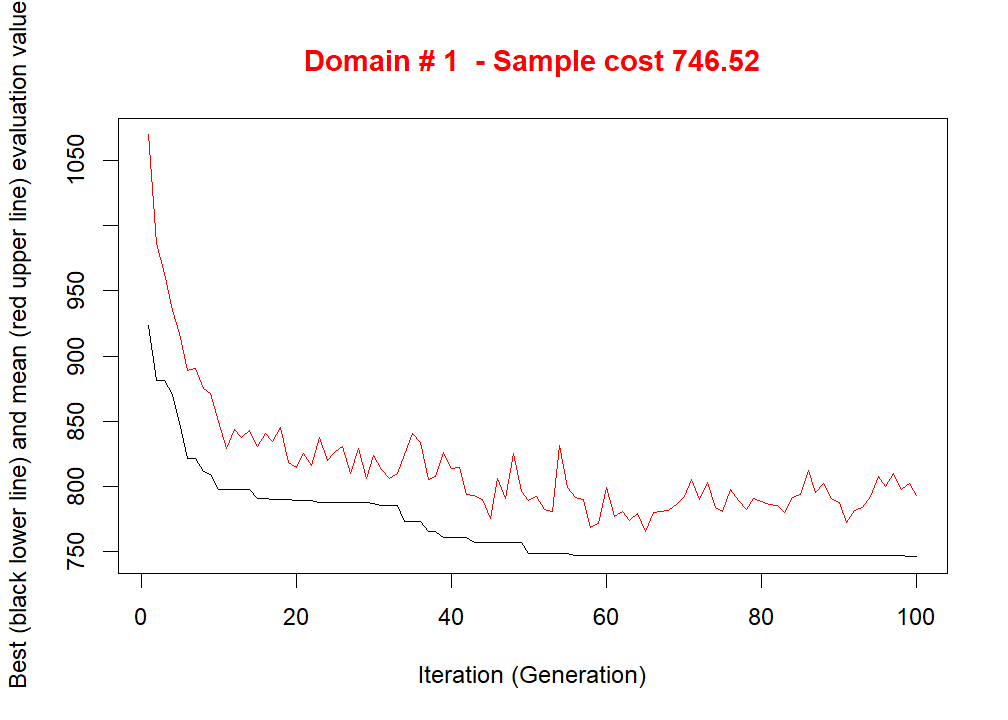 Domain # 1  - Sample cost 746.52
Best (black lower line) and mean (red upper line) evaluation value
1050
950
900
850
800
750
0 20 40 60 80 100
Iteration (Generation)